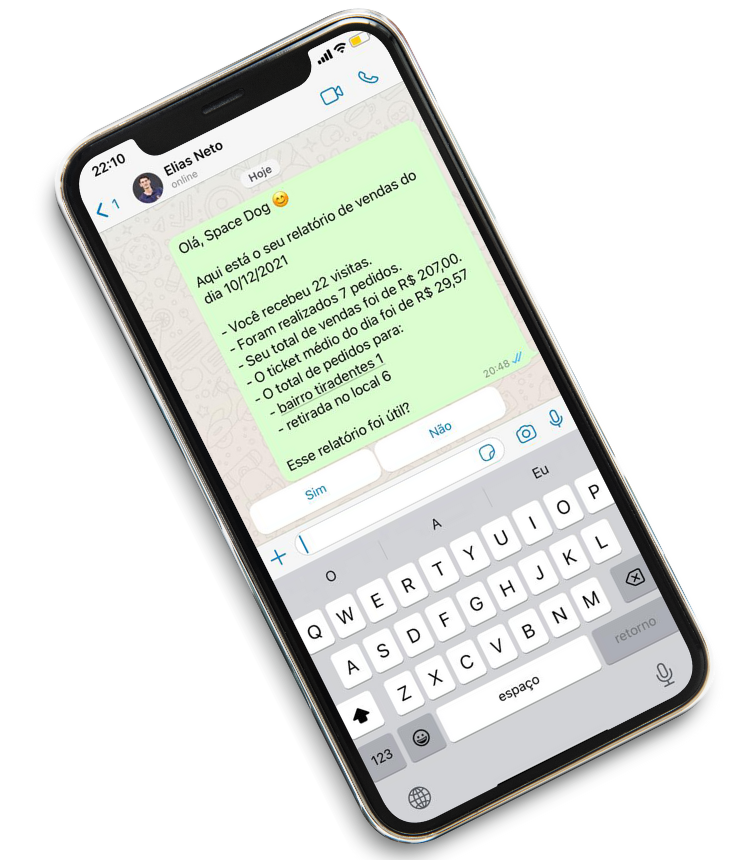 22:10
1
Elias Neto
online
Hoje
Olá, Space Dog 😊
Aqui está o seu relatório de vendas do
dia 10/12/2021
- Você recebeu 22 visitas.
- Foram realizados 7 pedidos.
- Seu total de vendas foi de R$ 207,00.
- O ticket médio do dia foi de R$ 29,57
- O total de pedidos para:
- bairro tiradentes 1
- retirada no local 6
Esse relatório foi útil?
20:48
Sim
Não
O
A
Eu
Q W E R T Y U I O P
A S D F G H J K L
Z X C V B N M
123
espaço
retorno